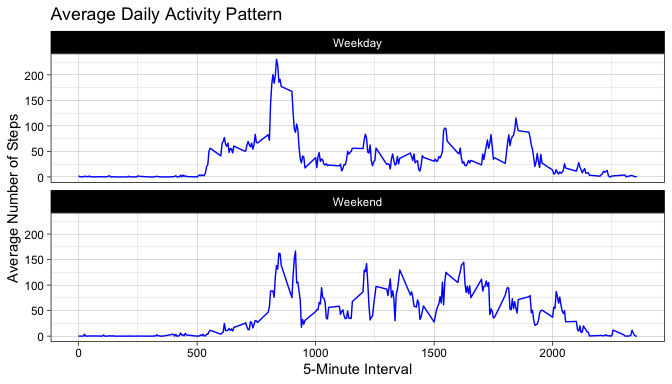 Average Daily Activity Pattern
Weekday
200
150
100
50
0
Weekend
200
150
100
50
0
Average Number of Steps
0 500 1000 1500 2000
5-Minute Interval